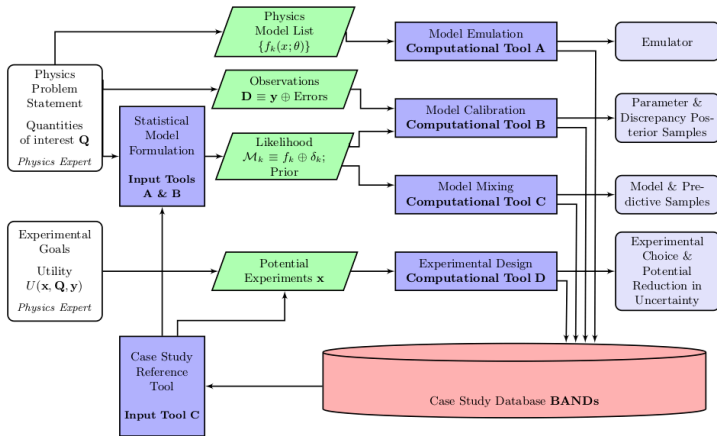 Physics
Model List
{f_k(x; θ)}
Model Emulation
Computational Tool A
Emulator
Physics
Problem
Statement
Quantities
of interest Q
Physics Expert
Observations
D ≡ y ⊕ Errors
Statistical
Model
Formulation
Input Tools
A & B
Model Calibration
Computational Tool B
Parameter &
Discrepancy Pos-
terior Samples
Likelihood
M_k ≡ f_k ⊕ δ_k;
Prior
Model Mixing
Computational Tool C
Model & Pre-
dictive Samples
Experimental
Goals
Utility
U(x, Q, y)
Physics Expert
Potential
Experiments x
Experimental Design
Computational Tool D
Experimental
Choice &
Potential
Reduction in
Uncertainty
Case Study
Reference
Tool
Input Tool C
Case Study Database BANDs